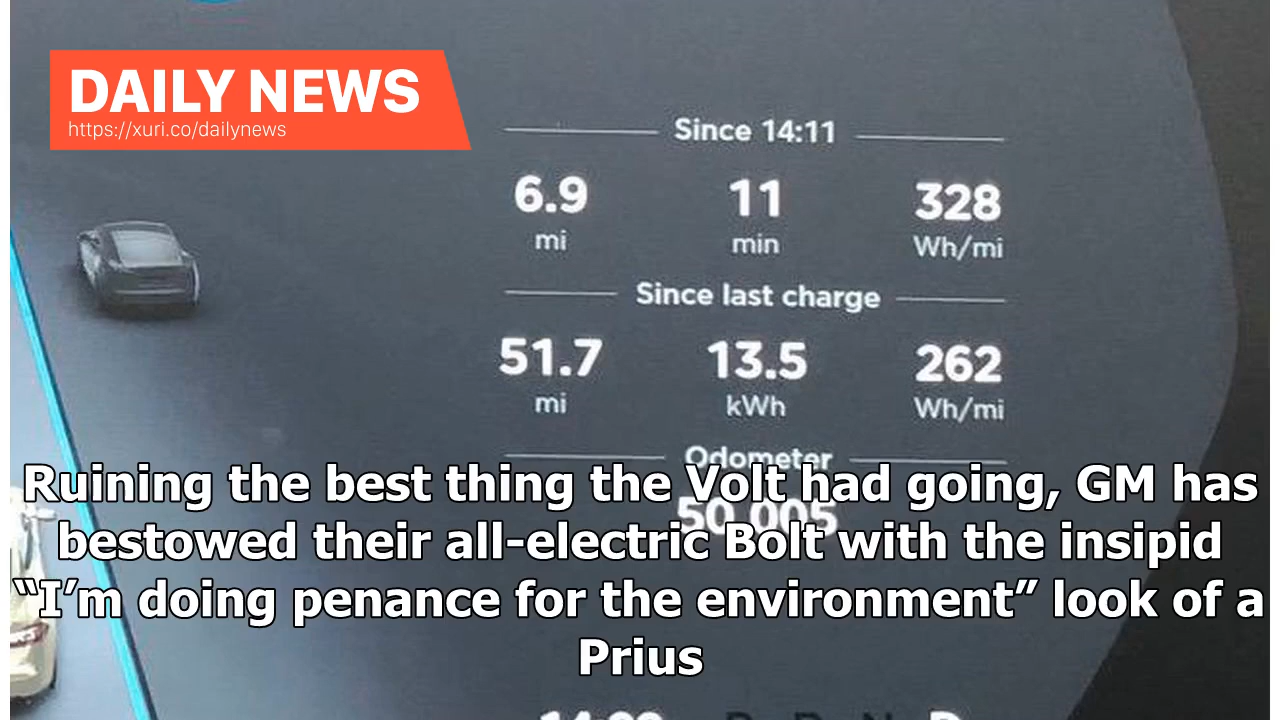 DAILY NEWS
https://xuri.co/dailynews
Since 14:11
6.9 11 328
mi min Wh/mi
Since last charge
51.7 13.5 262
mi kWh Wh/mi
Odometer
50,005
Ruining the best thing the Volt had going, GM has
bestowed their all-electric Bolt with the insipid
“I’m doing penance for the environment” look of a
Prius